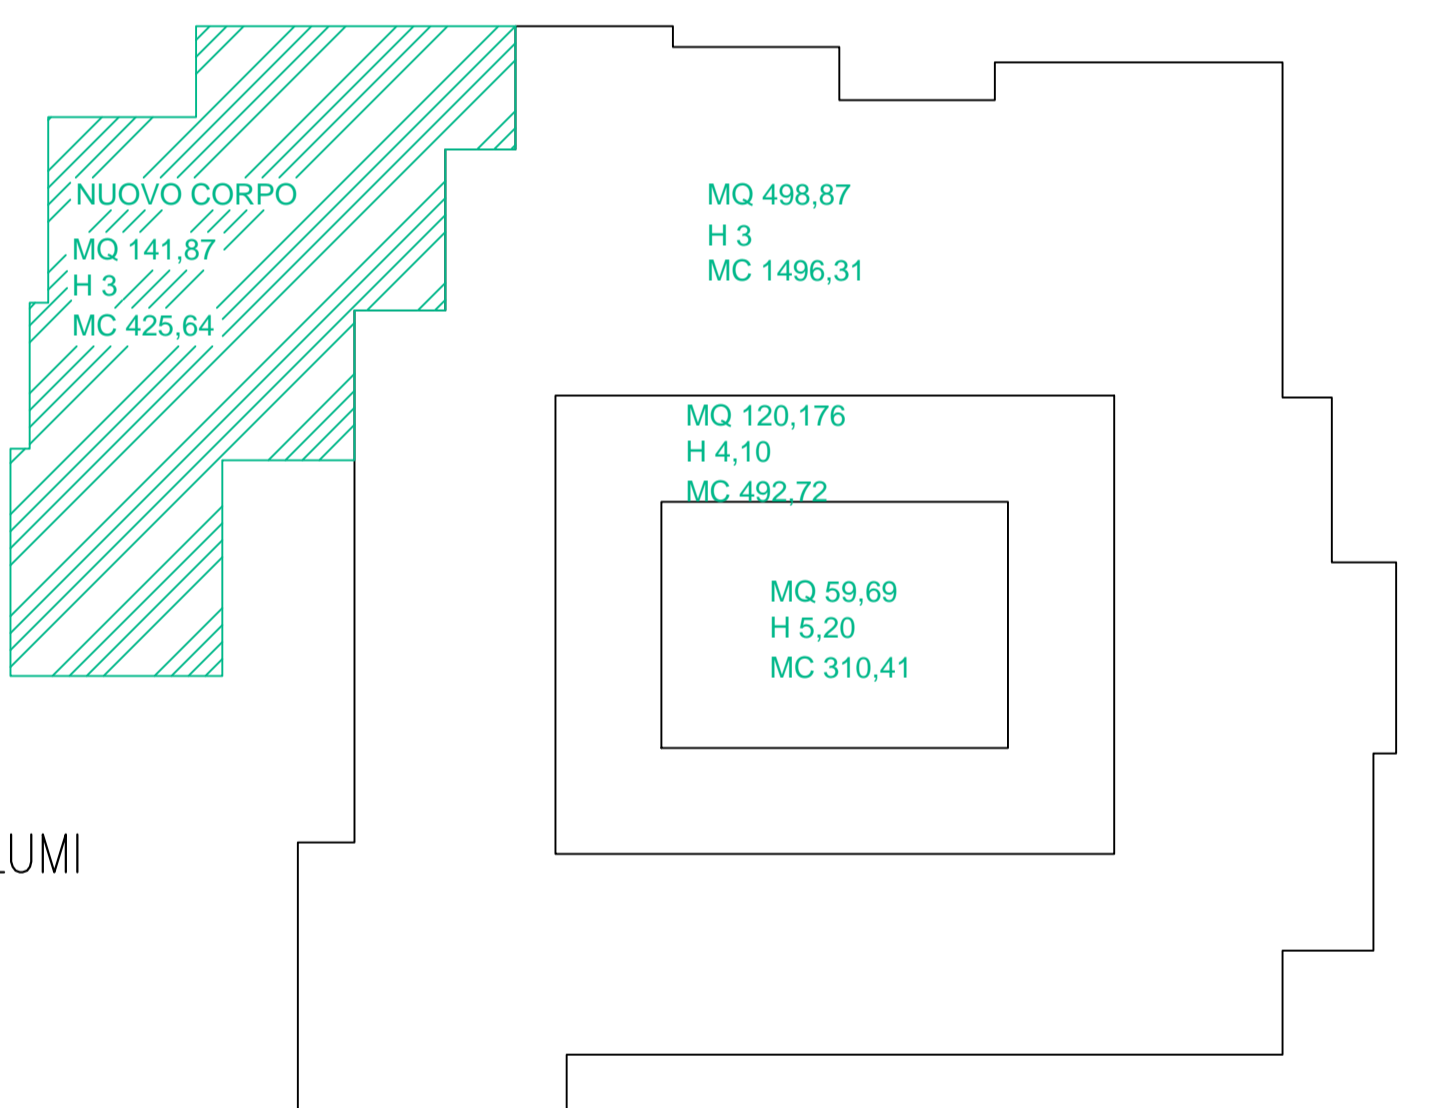 NUOVO CORPO
MQ 141,87
H 3
MC 425,64
MQ 498,87
H 3
MC 1496,31
MQ 120,176
H 4,10
MC 492,72
MQ 59,69
H 5,20
MC 310,41
LUMI